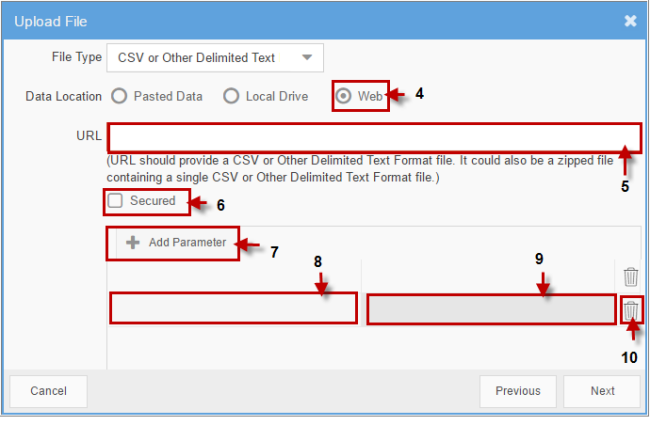 Upload File
File Type CSV or Other Delimited Text
Data Location Pasted Data Local Drive Web 4
URL
(URL should provide a CSV or Other Delimited Text Format file. It could also be a zipped file
containing a single CSV or Other Delimited Text Format file.)
5
Secured 6
Add Parameter 7
8 9
10
Cancel Previous Next